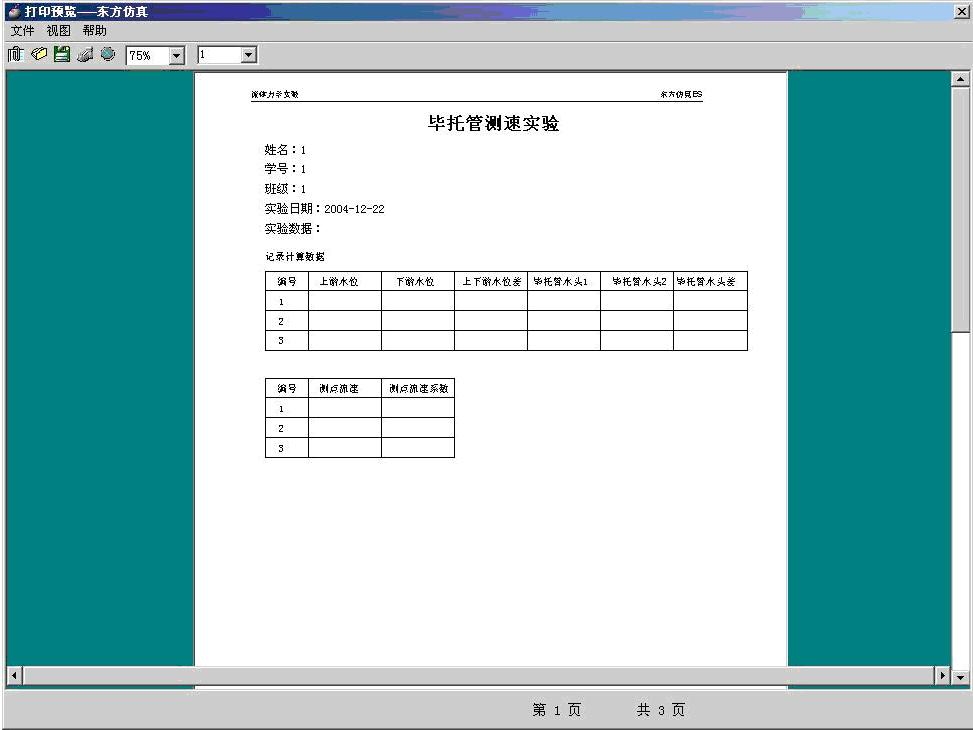 打印预览——东方仿真
文件 视图 帮助
75% 1
流体力学实验 东方仿真ES
毕托管测速实验
姓名：1
学号：1
班级：1
实验日期：2004-12-22
实验数据：
记录计算数据
编号 上游水位 下游水位 上下游水位差 毕托管水头1 毕托管水头2 毕托管水头差
1
2
3
编号 测点流速 测点流速系数
1
2
3
第 1 页 共 3 页